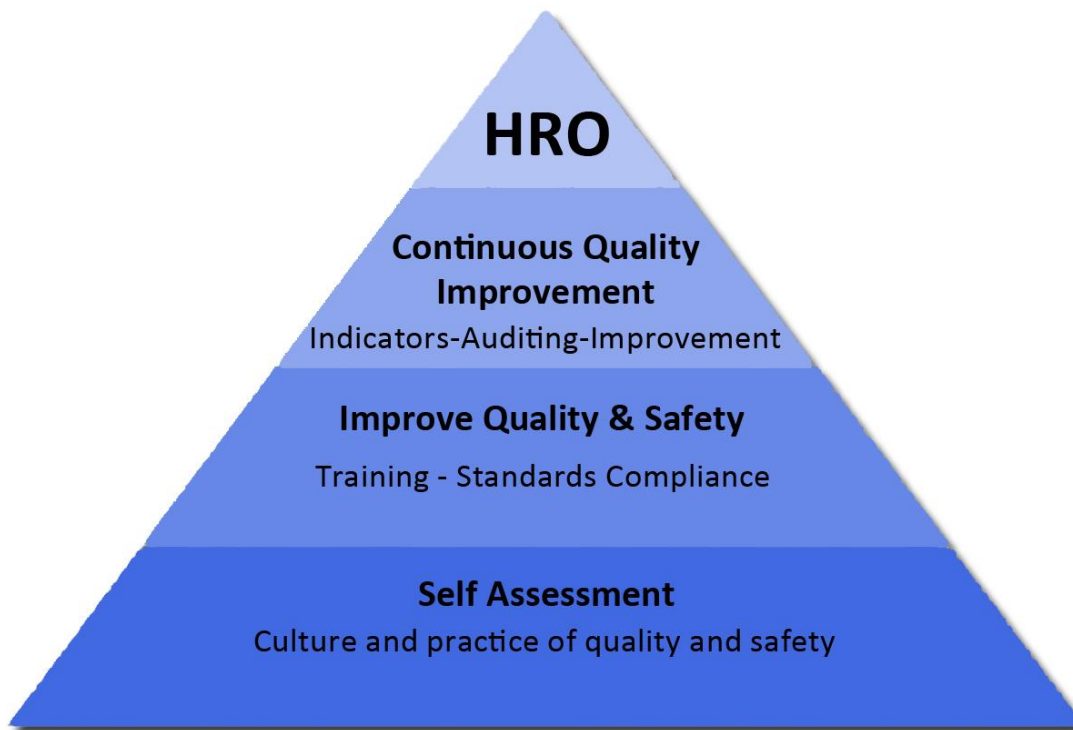 HRO
Continuous Quality
Improvement
Indicators-Auditing-Improvement
Improve Quality & Safety
Training - Standards Compliance
Self Assessment
Culture and practice of quality and safety